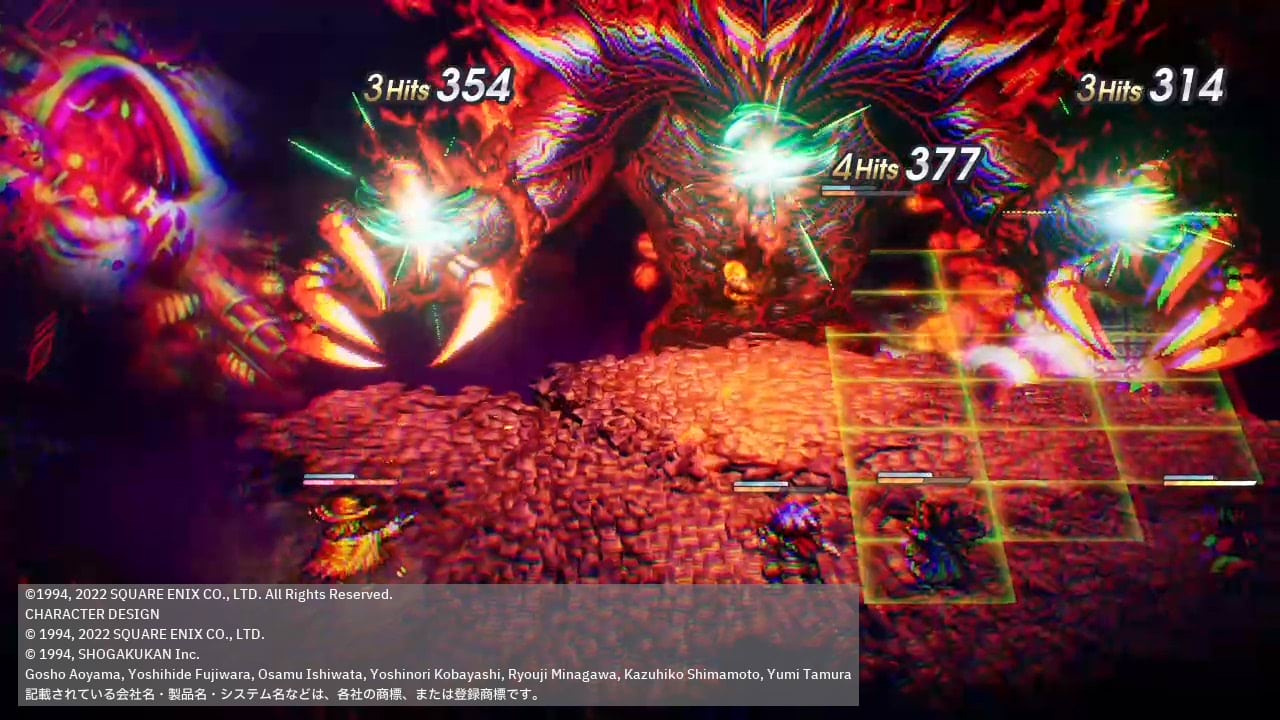 3Hits 354
3Hits 314
4Hits 377
©1994, 2022 SQUARE ENIX CO., LTD. All Rights Reserved.
CHARACTER DESIGN
© 1994, 2022 SQUARE ENIX CO., LTD.
© 1994, SHOGAKUKAN Inc.
Gosho Aoyama, Yoshihide Fujiwara, Osamu Ishiwata, Yoshinori Kobayashi, Ryouji Minagawa, Kazuhiko Shimamoto, Yumi Tamura
記載されている会社名・製品名・システム名などは、各社の商標、または登録商標です。